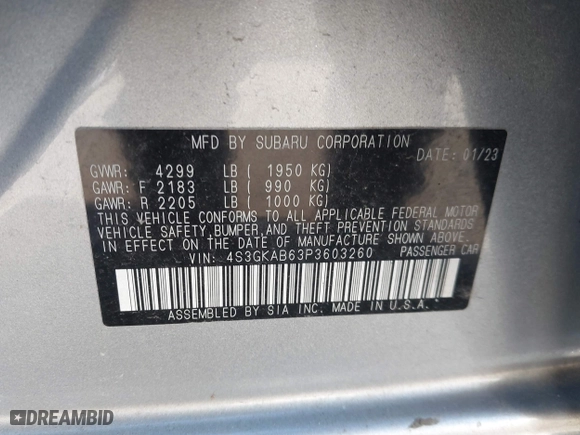 MFD BY SUBARU CORPORATION
DATE: 01/23
GVWR: 4299 LB ( 1950 KG)
GAWR: F 2183 LB ( 990 KG)
GAWR: R 2205 LB ( 1000 KG)
THIS VEHICLE CONFORMS TO ALL APPLICABLE FEDERAL MOTOR
VEHICLE SAFETY, BUMPER, AND THEFT PREVENTION STANDARDS
IN EFFECT ON THE DATE OF MANUFACTURE SHOWN ABOVE.
VIN: 4S3GKAB63P3603260 PASSENGER CAR
ASSEMBLED BY SIA INC. MADE IN U.S.A.
DREAMBID